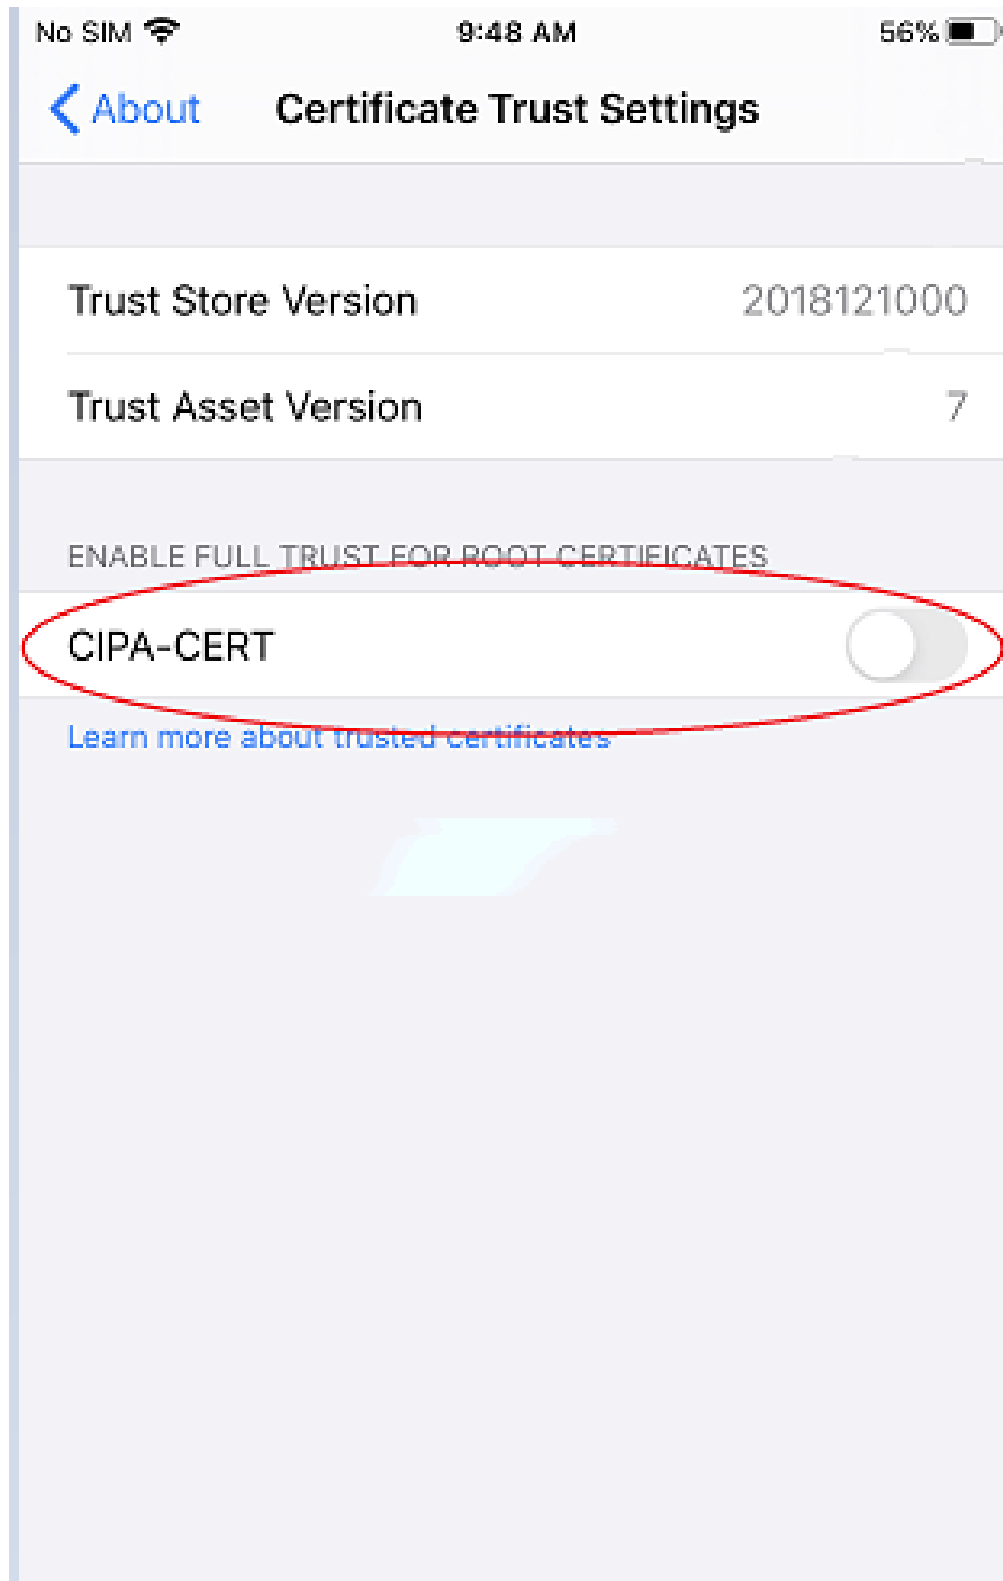 No SIM 9:48 AM 56%
About Certificate Trust Settings
Trust Store Version 2018121000
Trust Asset Version 7
ENABLE FULL TRUST FOR ROOT CERTIFICATES
CIPA-CERT
Learn more about trusted certificates